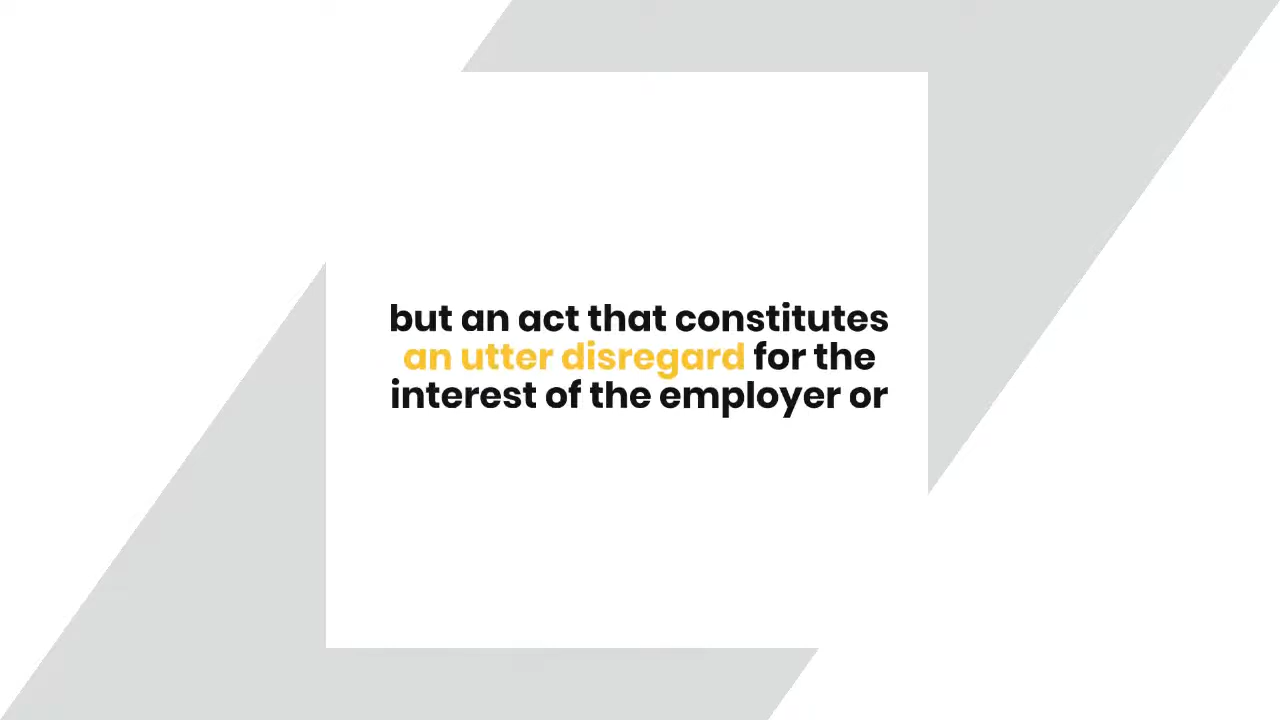 but an act that constitutes
an utter disregard for the
interest of the employer or